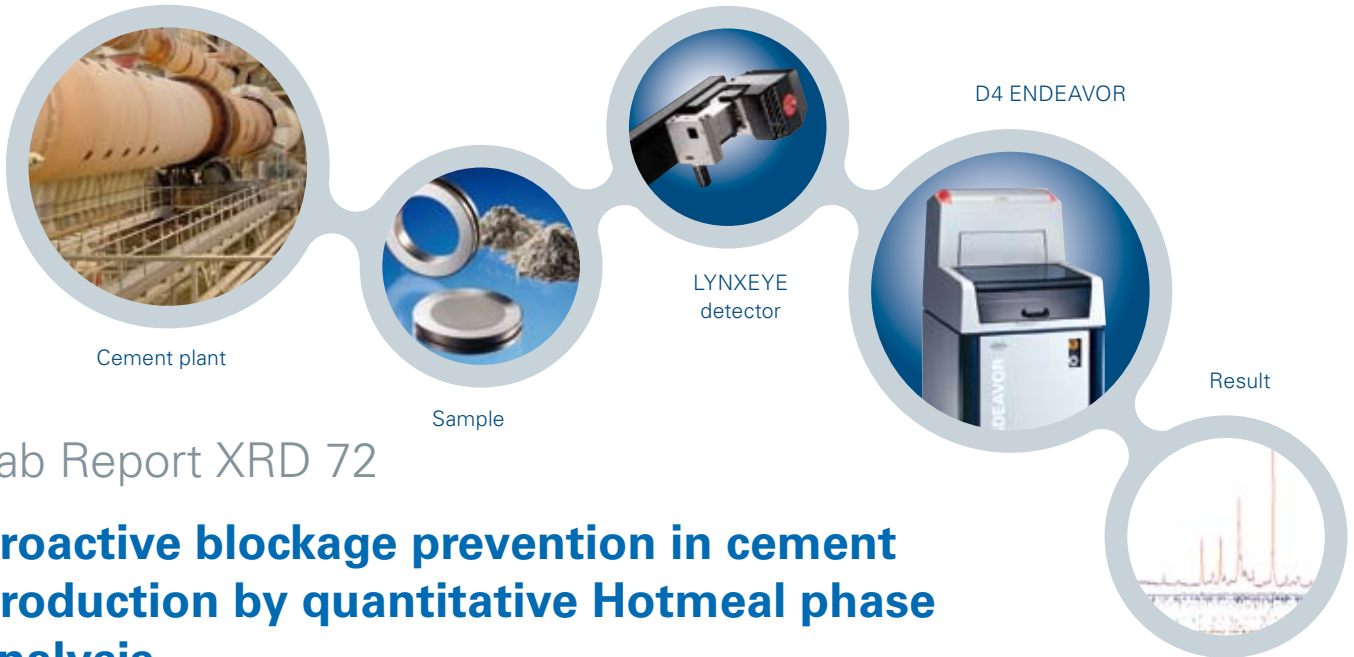 D4 ENDEAVOR
LYNXEYE
detector
Cement plant
Result
Sample
ab Report XRD 72
roactive blockage prevention in cement
roduction by quantitative Hotmeal phase
nalysis